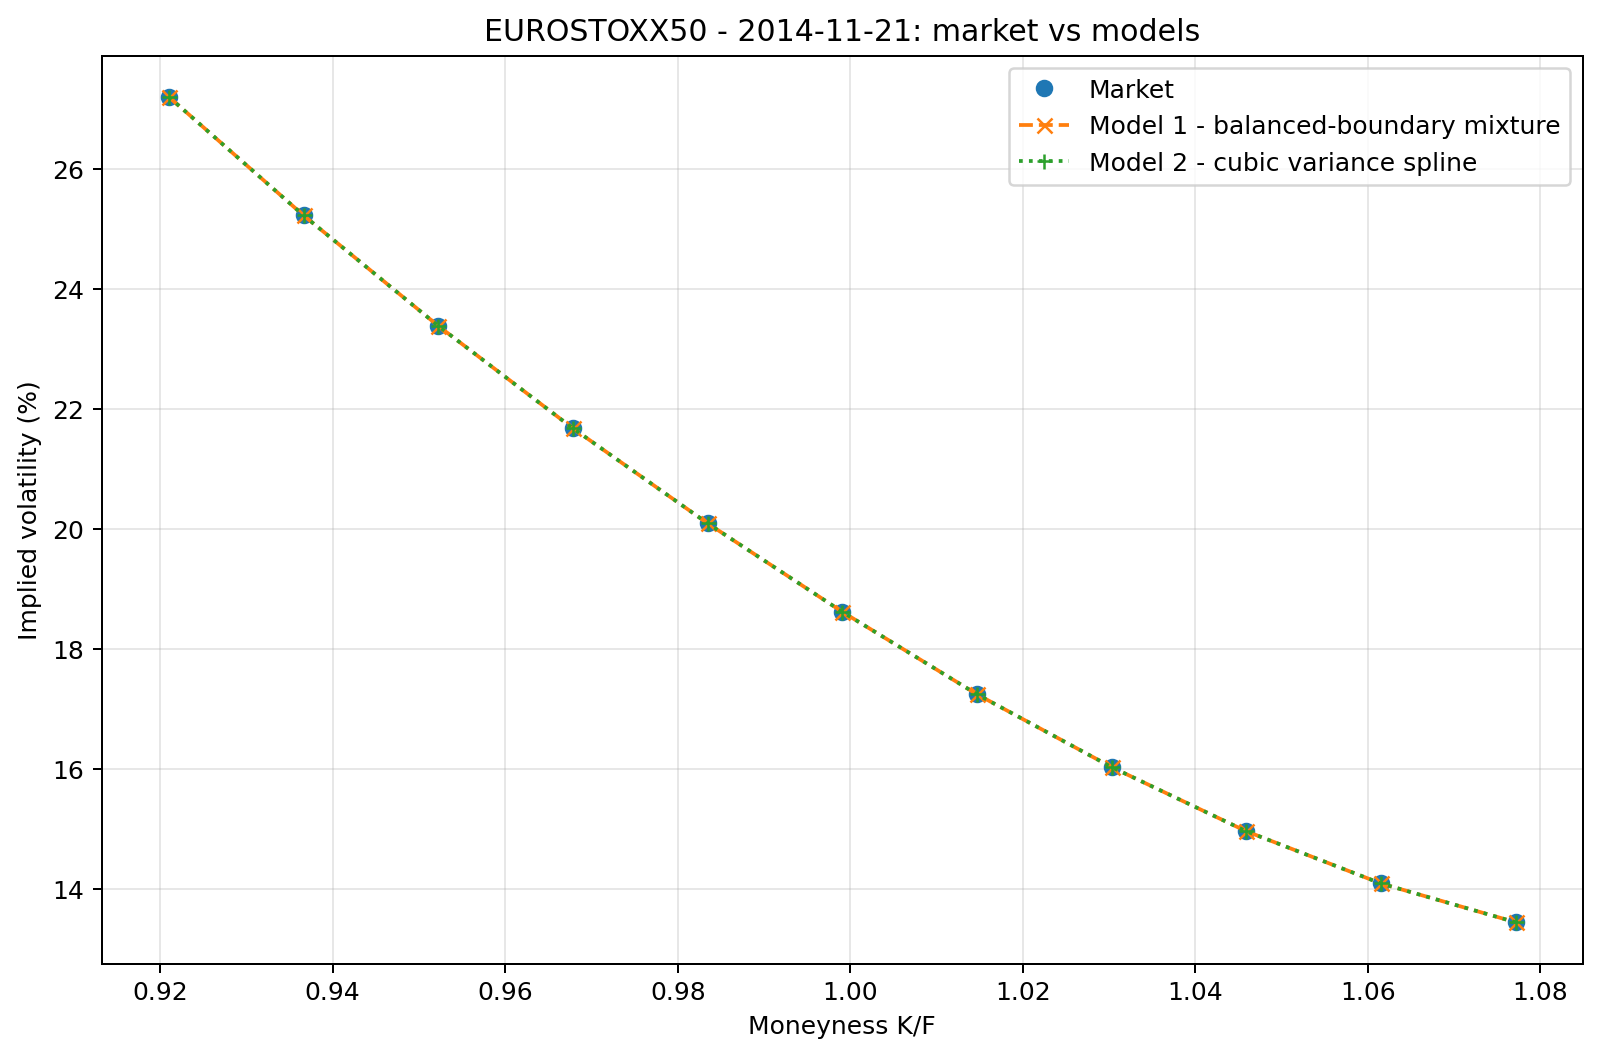 EUROSTOXX50 - 2014-11-21: market vs models
Market
Model 1 - balanced-boundary mixture
Model 2 - cubic variance spline
Implied volatility (%)
26
24
22
20
18
16
14
0.92 0.94 0.96 0.98 1.00 1.02 1.04 1.06 1.08
Moneyness K/F